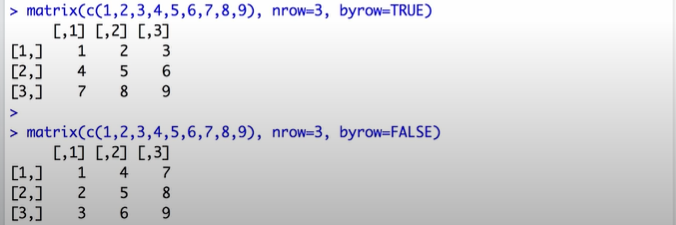 > matrix(c(1,2,3,4,5,6,7,8,9), nrow=3, byrow=TRUE)
     [,1] [,2] [,3]
[1,]    1    2    3
[2,]    4    5    6
[3,]    7    8    9
>
> matrix(c(1,2,3,4,5,6,7,8,9), nrow=3, byrow=FALSE)
     [,1] [,2] [,3]
[1,]    1    4    7
[2,]    2    5    8
[3,]    3    6    9